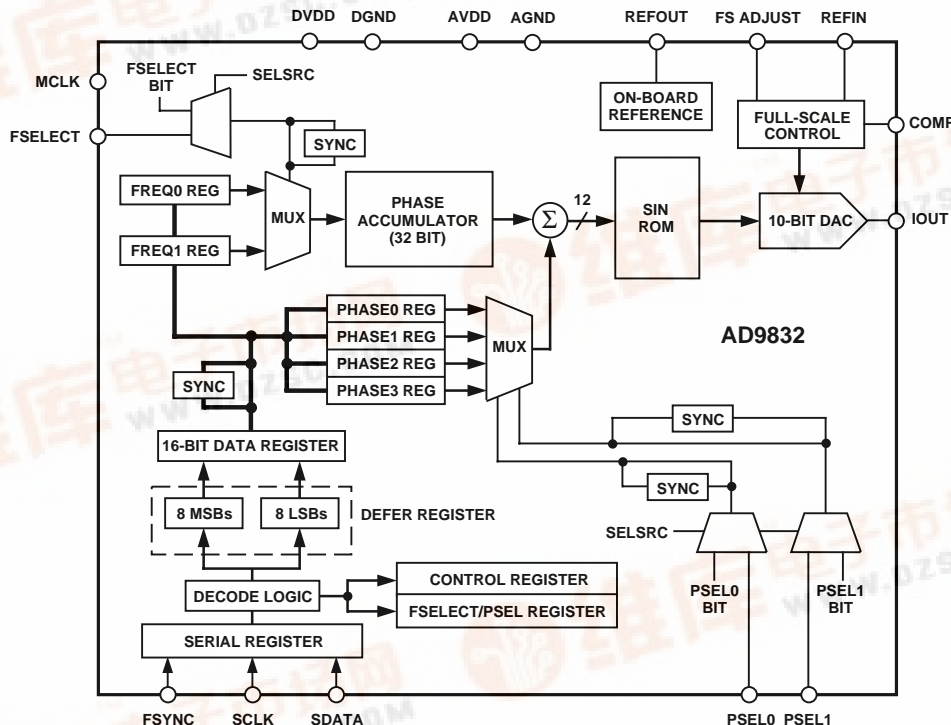 DVDD DGND AVDD AGND REFOUT FS ADJUST REFIN
MCLK
FSELECT
BIT
SELSRC
FSELECT
SYNC
ON-BOARD
REFERENCE
FULL-SCALE
CONTROL
COMP
FREQ0 REG
FREQ1 REG
MUX
PHASE
ACCUMULATOR
(32 BIT)
Σ
12
SIN
ROM
10-BIT DAC
IOUT
PHASE0 REG
PHASE1 REG
PHASE2 REG
PHASE3 REG
MUX
AD9832
SYNC
SYNC
16-BIT DATA REGISTER
SYNC
8 MSBs
8 LSBs
DEFER REGISTER
SELSRC
DECODE LOGIC
CONTROL REGISTER
FSELECT/PSEL REGISTER
PSEL0
BIT
PSEL1
BIT
SERIAL REGISTER
FSYNC SCLK SDATA PSEL0 PSEL1